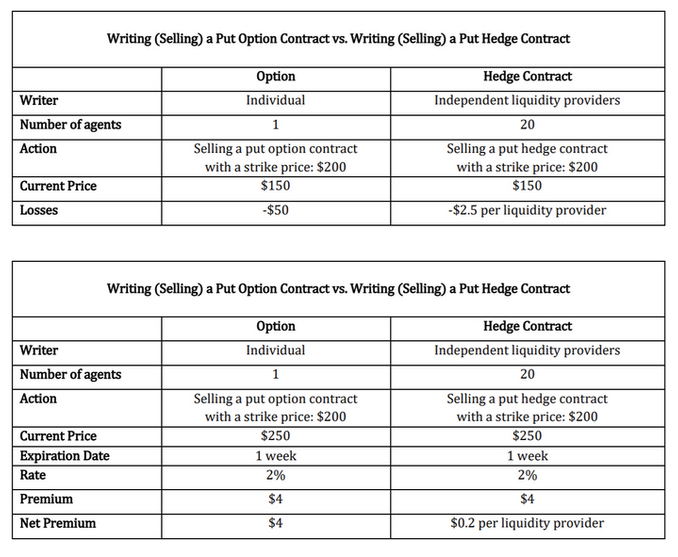 Writing (Selling) a Put Option Contract vs. Writing (Selling) a Put Hedge Contract
Option Hedge Contract
Writer Individual Independent liquidity providers
Number of agents 1 20
Action Selling a put option contract Selling a put hedge contract
with a strike price: $200 with a strike price: $200
Current Price $150 $150
Losses -$50 -$2.5 per liquidity provider
Writing (Selling) a Put Option Contract vs. Writing (Selling) a Put Hedge Contract
Option Hedge Contract
Writer Individual Independent liquidity providers
Number of agents 1 20
Action Selling a put option contract Selling a put hedge contract
with a strike price: $200 with a strike price: $200
Current Price $250 $250
Expiration Date 1 week 1 week
Rate 2% 2%
Premium $4 $4
Net Premium $4 $0.2 per liquidity provider